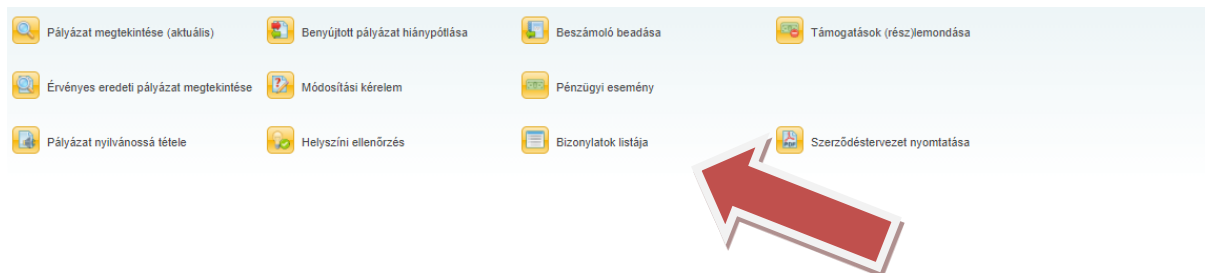 Pályázat megtekintése (aktuális)
Benyújtott pályázat hiánypótlása
Beszámoló beadása
Támogatások (rész)lemondása
Érvényes eredeti pályázat megtekintése
Módosítási kérelem
Pénzügyi esemény
Pályázat nyilvánossá tétele
Helyszíni ellenőrzés
Bizonylatok listája
Szerződéstervezet nyomtatása